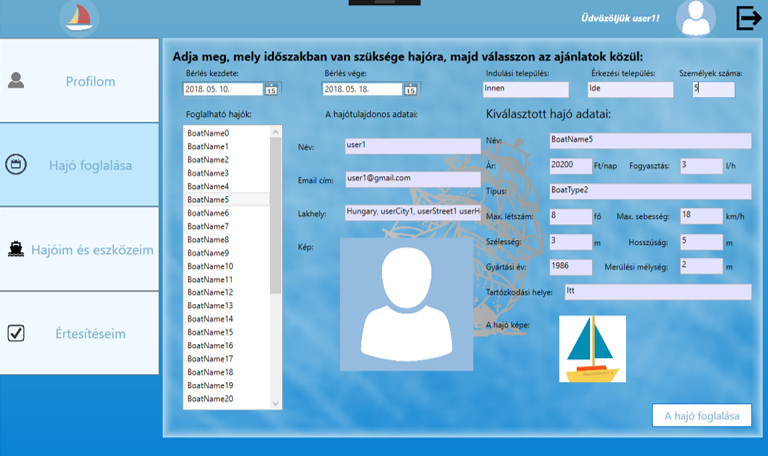 Üdvözöljük user1!
Profilom
Hajó foglalása
Hajóim és eszközeim
Értesítéseim
Adja meg, mely időszakban van szüksége hajóra, majd válasszon az ajánlatok közül:
Bérlés kezdete: Bérlés vége: Indulási település: Érkezési település: Személyek száma:
2018. 05. 10. 15 2018. 05. 18. 15 Innen Ide 5
Foglalható hajók: A hajótulajdonos adatai: Kiválasztott hajó adatai:
BoatName0
BoatName1
BoatName2
BoatName3
BoatName4
BoatName5
BoatName6
BoatName7
BoatName8
BoatName9
BoatName10
BoatName11
BoatName12
BoatName13
BoatName14
BoatName15
BoatName16
BoatName17
BoatName18
BoatName19
BoatName20
Név: user1
Email cím: user1@gmail.com
Lakhely: Hungary, userCity1, userStreet1 userH
Kép:
Név: BoatName5
Ár: 20200 Ft/nap Fogyasztás: 3 l/h
Típus: BoatType2
Max. létszám: 8 fő Max. sebesség: 18 km/h
Szélesség: 3 m Hosszúság: 5 m
Gyártási év: 1986 Merülési mélység: 2 m
Tartózkodási helye: Itt
A hajó képe:
A hajó foglalása